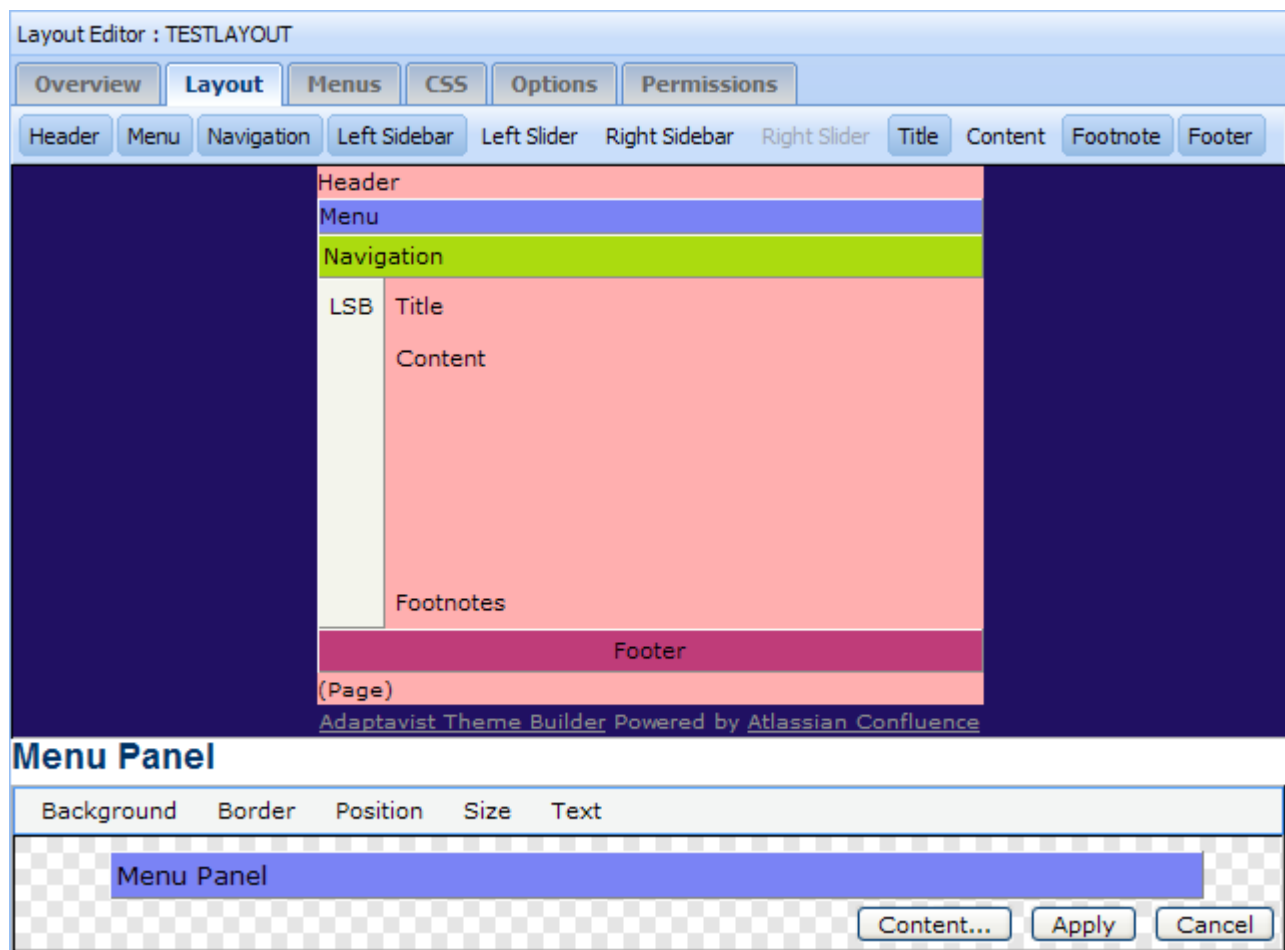 Layout Editor : TESTLAYOUT
Overview Layout Menus CSS Options Permissions
Header Menu Navigation Left Sidebar Left Slider Right Sidebar Right Slider Title Content Footnote Footer
Header
Menu
Navigation
LSB Title
Content
Footnotes
Footer
(Page)
Adaptavist Theme Builder Powered by Atlassian Confluence
Menu Panel
Background Border Position Size Text
Menu Panel
Content... Apply Cancel